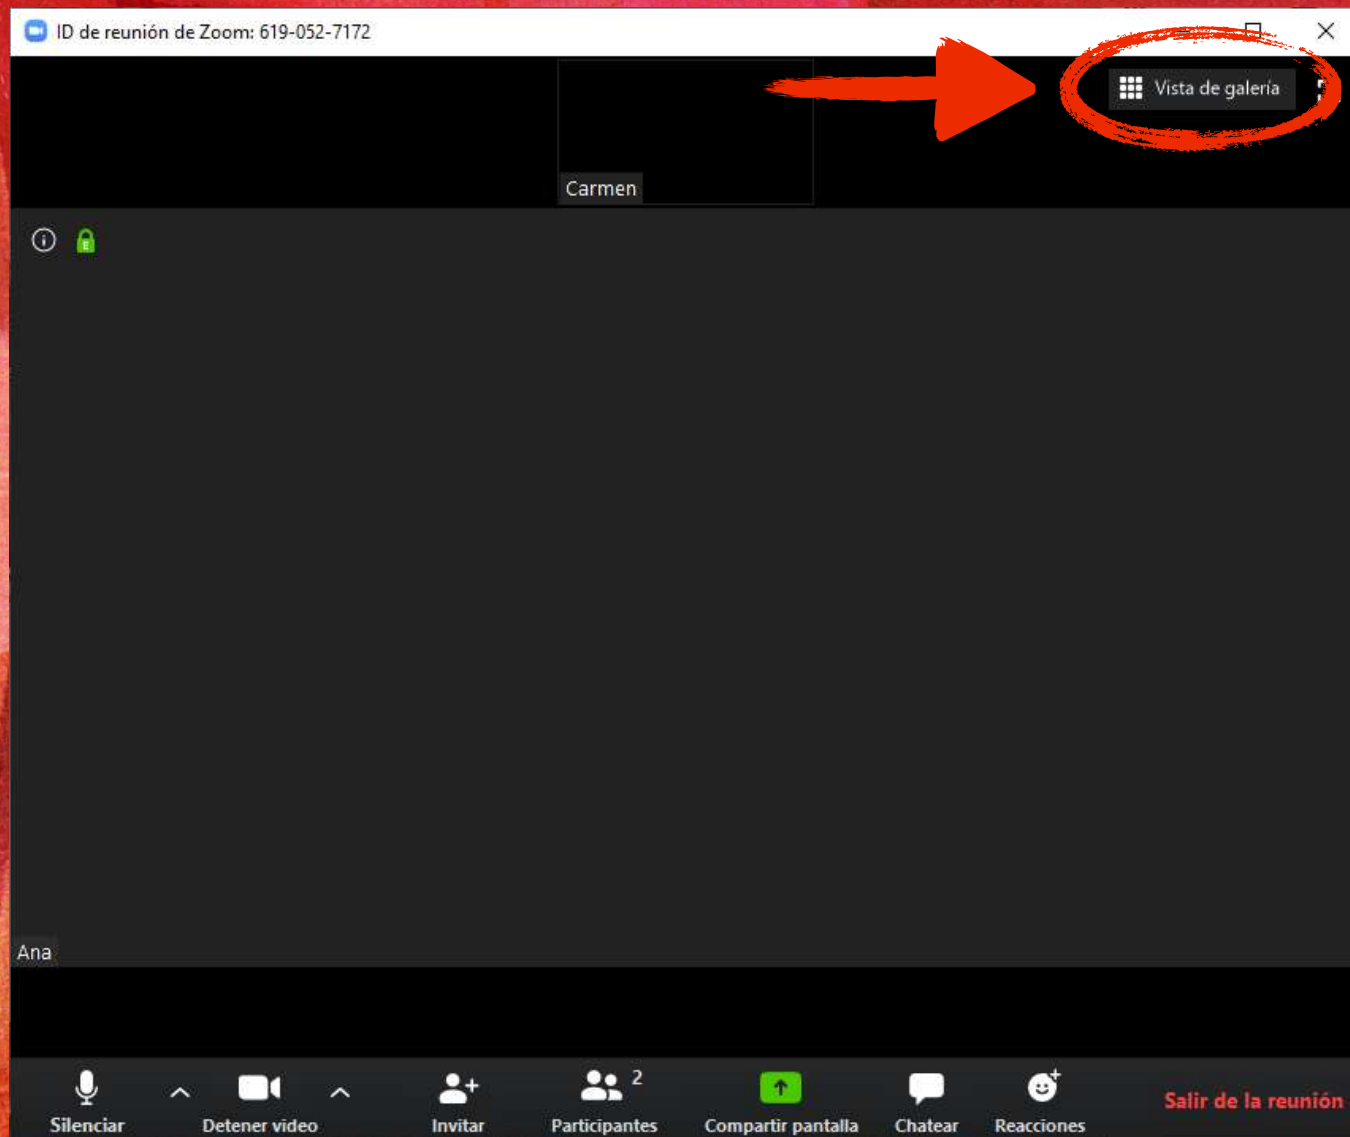 ID de reunión de Zoom: 619-052-7172
Vista de galería
Carmen
E
Ana
2
Silenciar
Detener video
Invitar
Participantes
Compartir pantalla
Chatear
Reacciones
Salir de la reunión